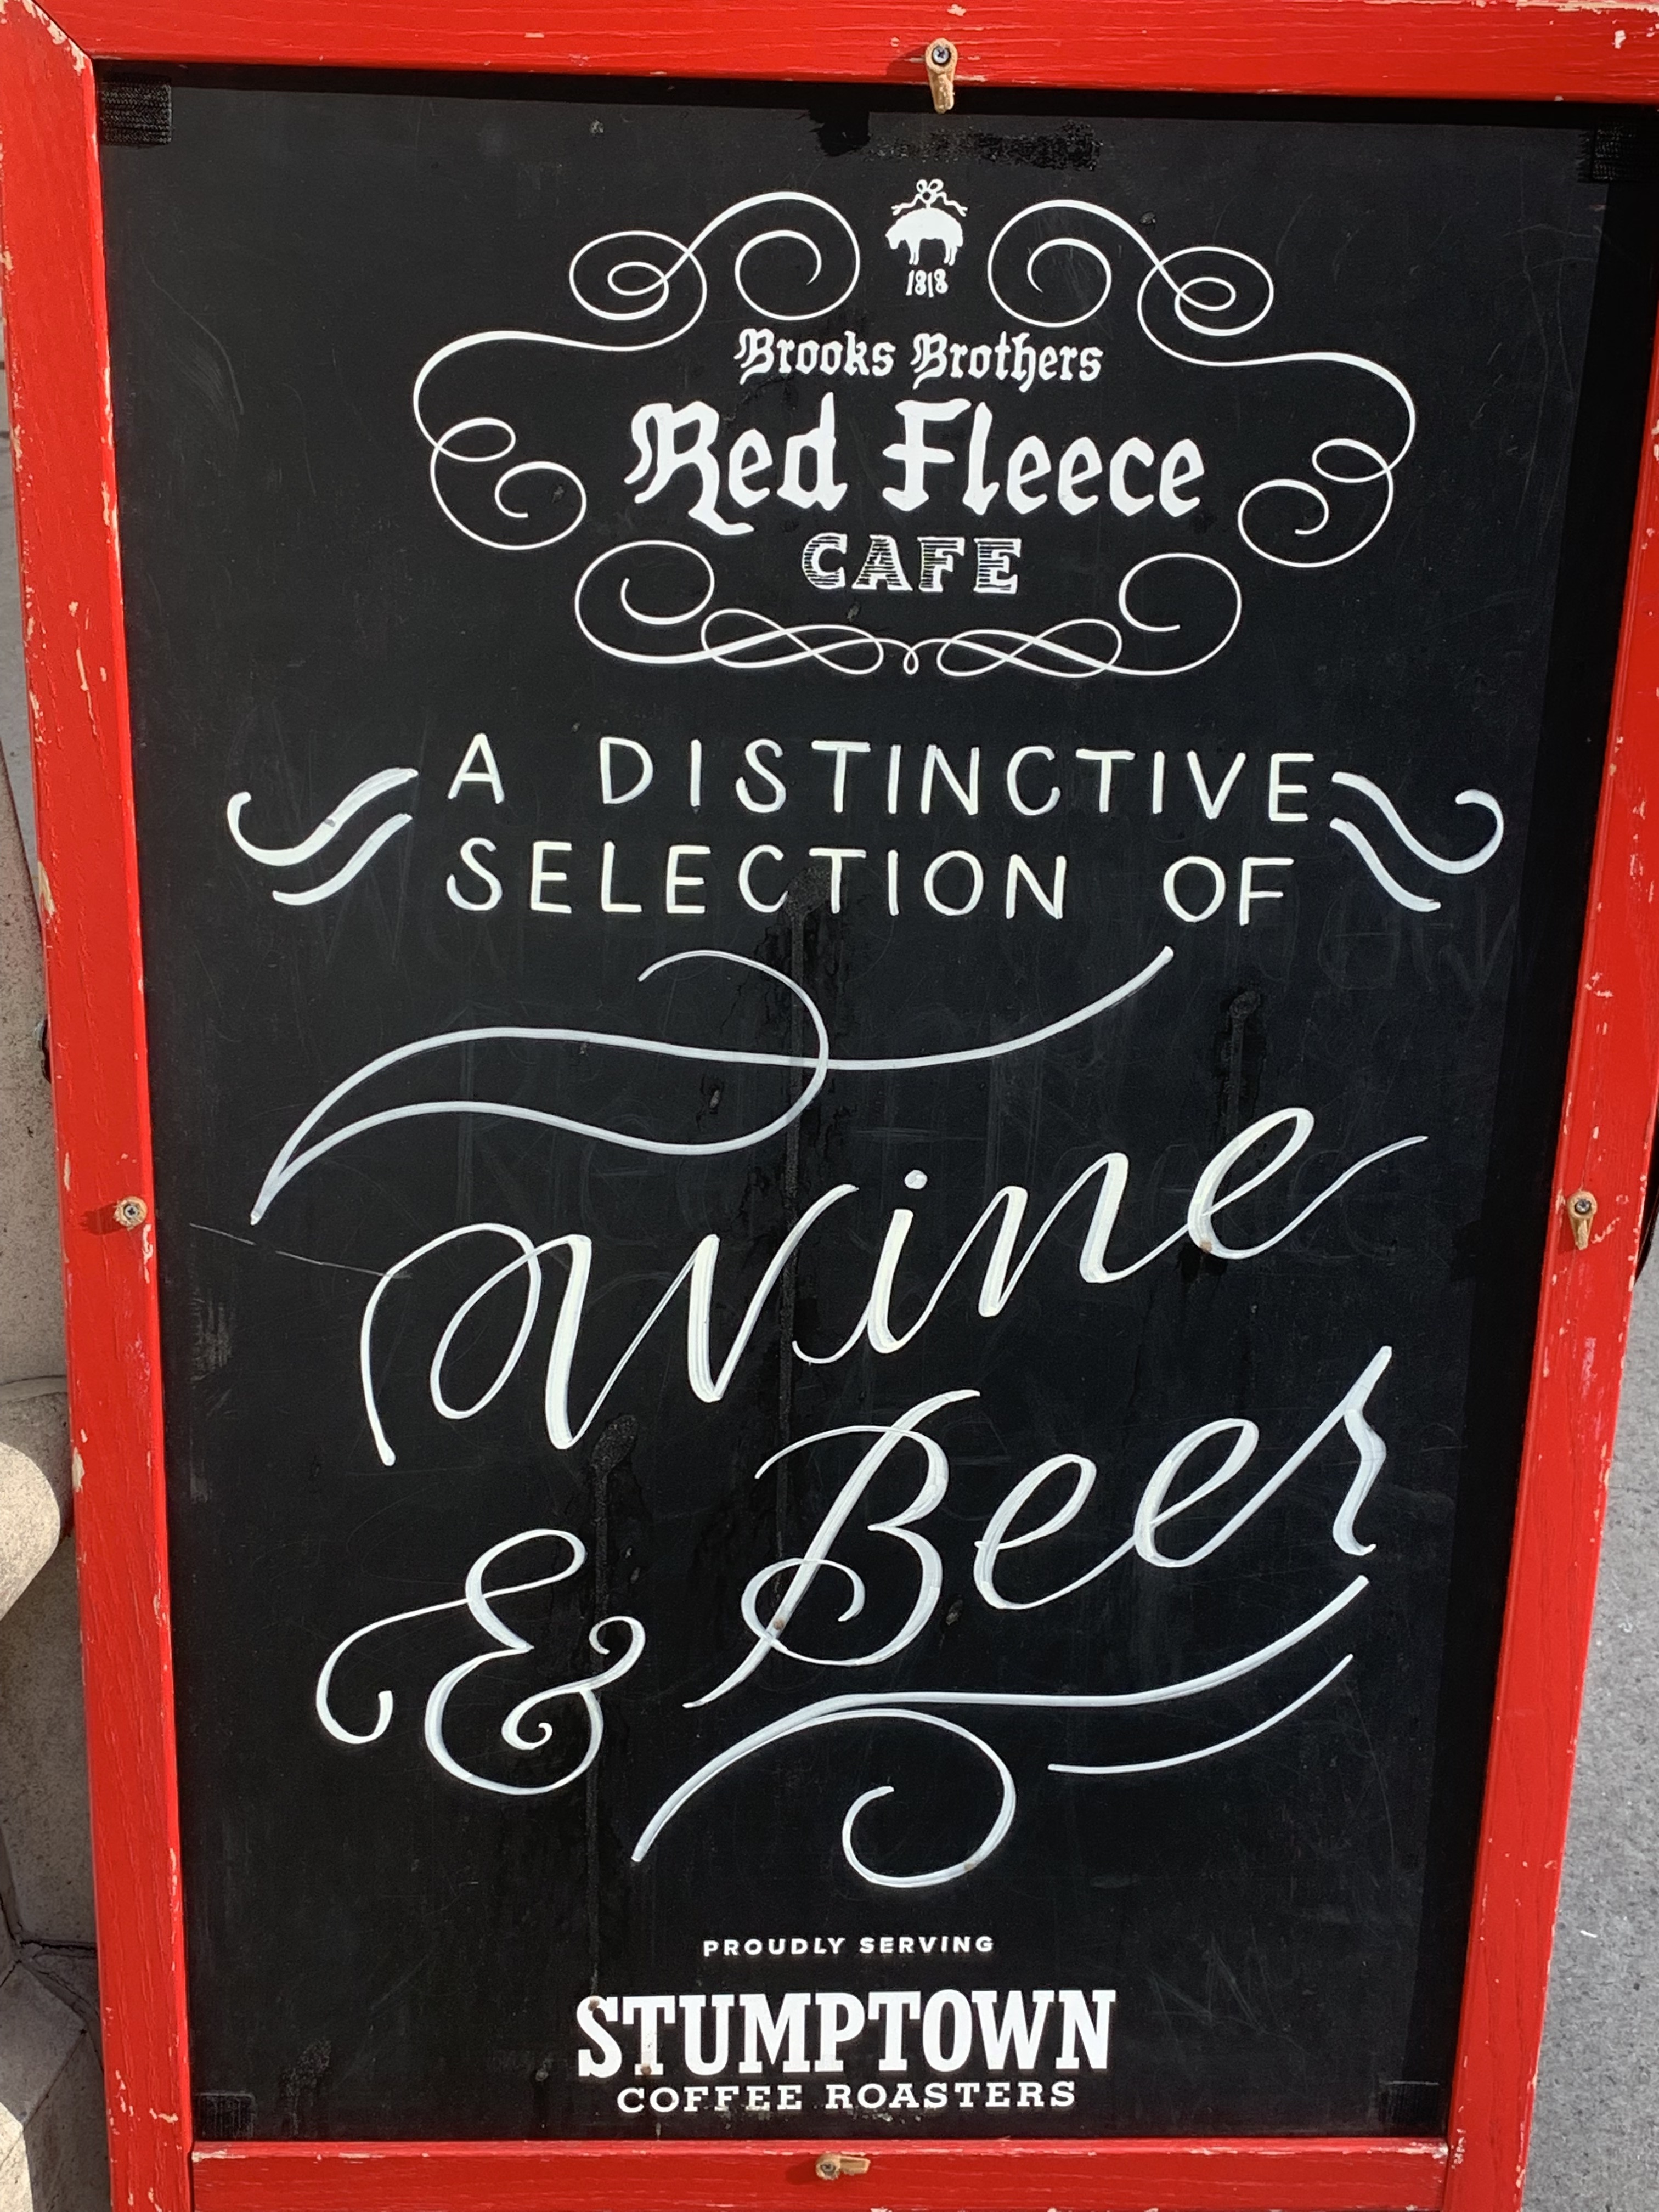 1818
Brooks Brothers
Red Fleece
CAFE
A DISTINCTIVE
SELECTION OF
Wine
& Beer
PROUDLY SERVING
STUMPTOWN
COFFEE ROASTERS